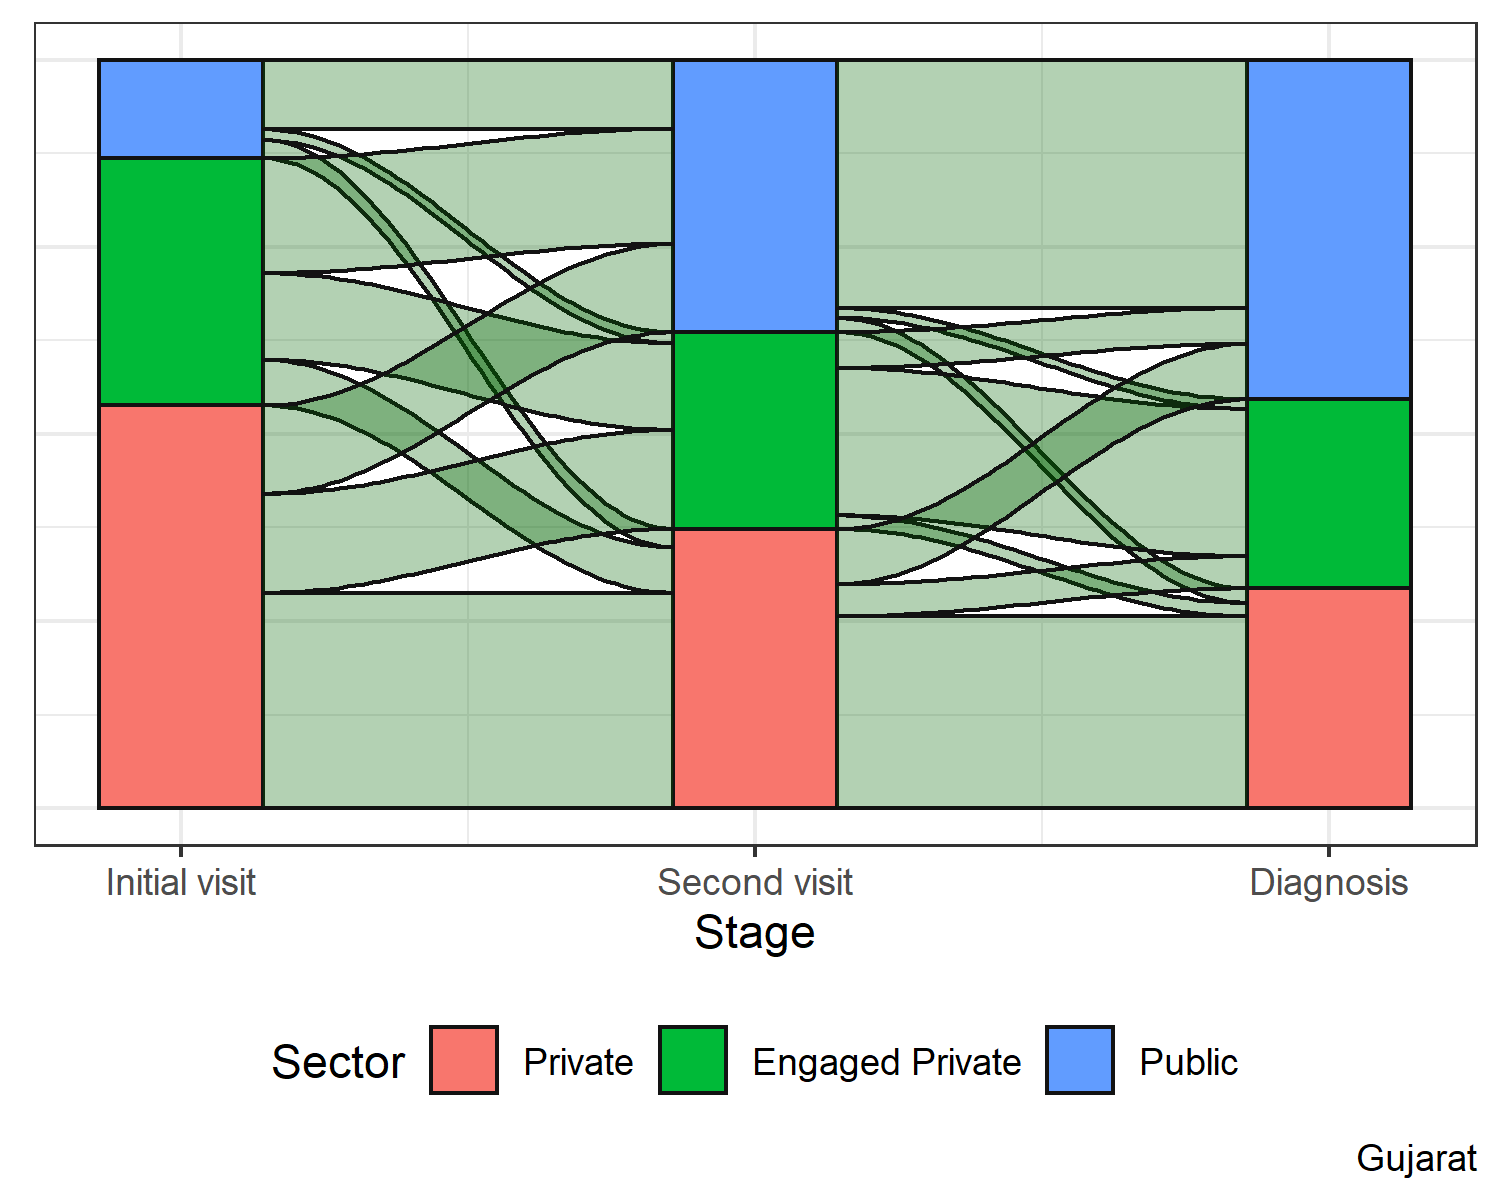 Initial visit Second visit Diagnosis
Stage
Sector Private Engaged Private Public
Gujarat